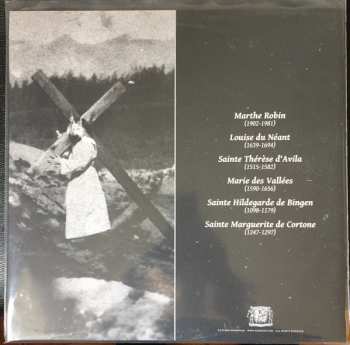 Marthe Robin
(1902-1981)
Louise du Néant
(1639-1694)
Sainte Thérèse d'Avila
(1515-1582)
Marie des Vallées
(1590-1656)
Sainte Hildegarde de Bingen
(1098-1179)
Sainte Marguerite de Cortone
(1247-1297)